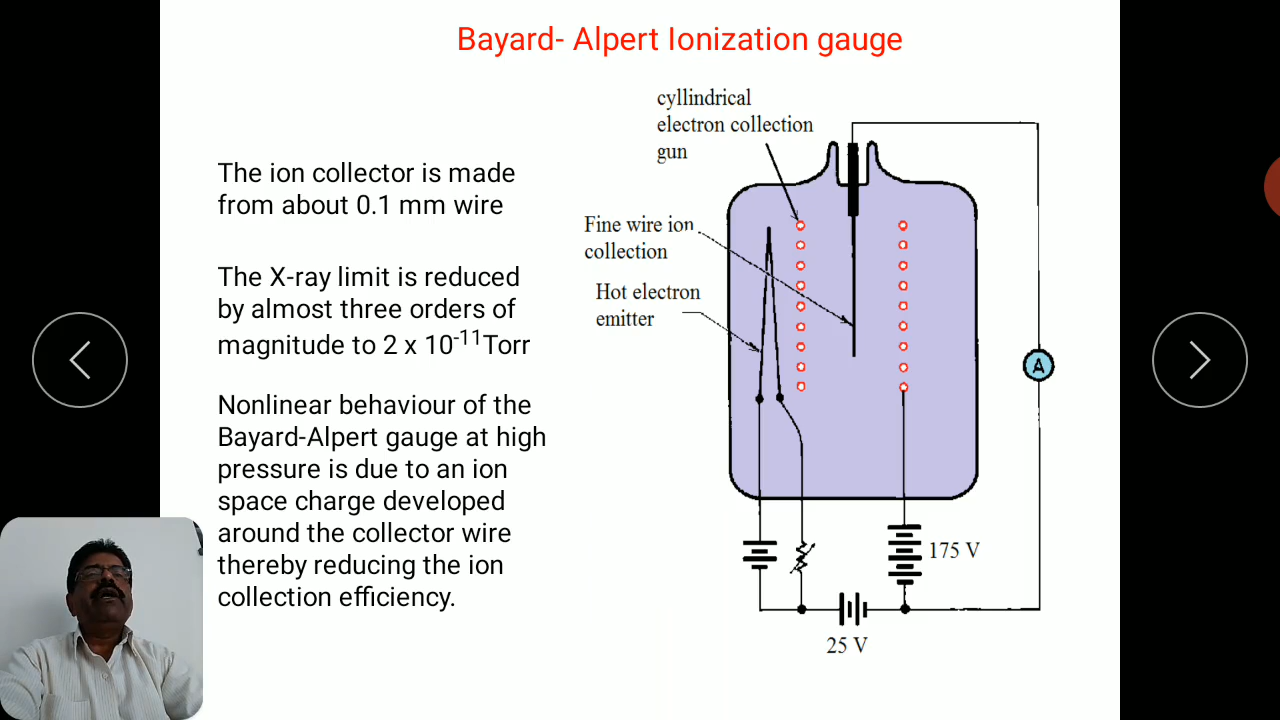 Bayard- Alpert Ionization gauge
cyllindrical
electron collection
gun
The ion collector is made
from about 0.1 mm wire
Fine wire ion
collection
The X-ray limit is reduced
by almost three orders of
magnitude to 2 x 10⁻¹¹Torr
Hot electron
emitter
A
Nonlinear behaviour of the
Bayard-Alpert gauge at high
pressure is due to an ion
space charge developed
around the collector wire
thereby reducing the ion
collection efficiency.
175 V
25 V